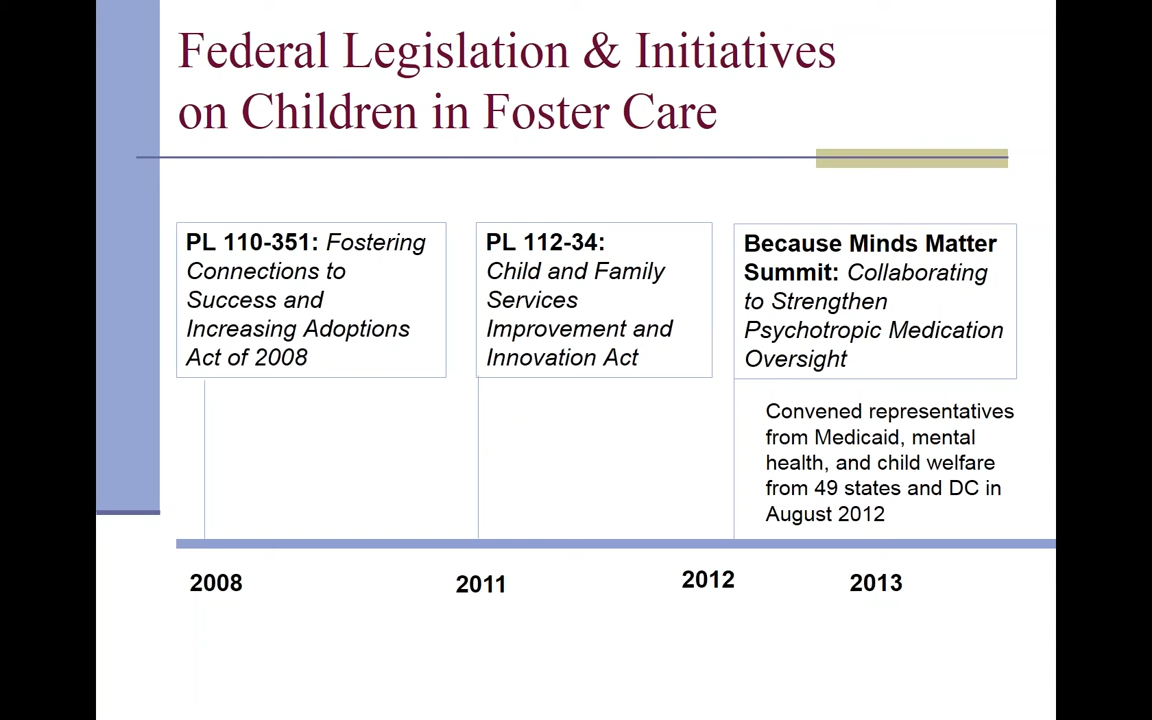 Federal Legislation & Initiatives
on Children in Foster Care
PL 110-351: Fostering
Connections to
Success and
Increasing Adoptions
Act of 2008
PL 112-34:
Child and Family
Services
Improvement and
Innovation Act
Because Minds Matter
Summit: Collaborating
to Strengthen
Psychotropic Medication
Oversight
Convened representatives
from Medicaid, mental
health, and child welfare
from 49 states and DC in
August 2012
2008
2011
2012
2013